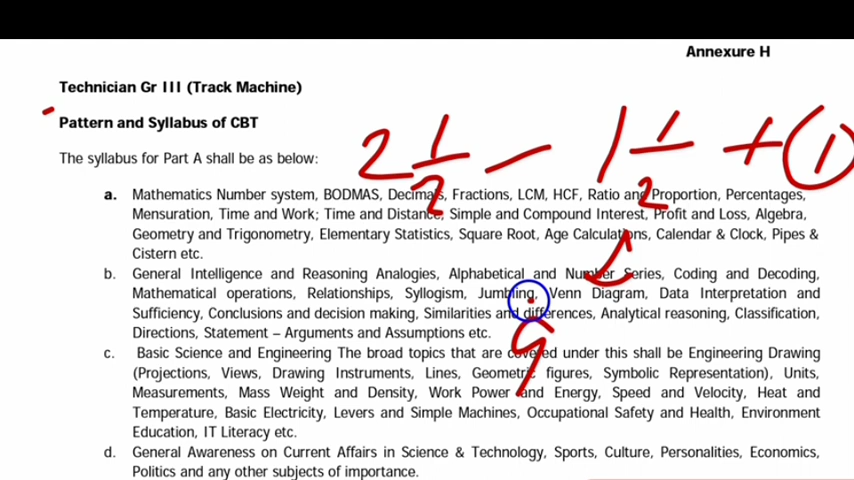 Annexure H
Technician Gr III (Track Machine)
Pattern and Syllabus of CBT
The syllabus for Part A shall be as below:
2 1/2 - 1 1/2 + 1
a. Mathematics Number system, BODMAS, Decimals, Fractions, LCM, HCF, Ratio and Proportion, Percentages,
Mensuration, Time and Work; Time and Distance, Simple and Compound Interest, Profit and Loss, Algebra,
Geometry and Trigonometry, Elementary Statistics, Square Root, Age Calculations, Calendar & Clock, Pipes &
Cistern etc.
b. General Intelligence and Reasoning Analogies, Alphabetical and Number Series, Coding and Decoding,
Mathematical operations, Relationships, Syllogism, Jumbling, Venn Diagram, Data Interpretation and
Sufficiency, Conclusions and decision making, Similarities and differences, Analytical reasoning, Classification,
Directions, Statement – Arguments and Assumptions etc.
c. Basic Science and Engineering The broad topics that are covered under this shall be Engineering Drawing
(Projections, Views, Drawing Instruments, Lines, Geometric figures, Symbolic Representation), Units,
Measurements, Mass Weight and Density, Work Power and Energy, Speed and Velocity, Heat and
Temperature, Basic Electricity, Levers and Simple Machines, Occupational Safety and Health, Environment
Education, IT Literacy etc.
d. General Awareness on Current Affairs in Science & Technology, Sports, Culture, Personalities, Economics,
Politics and any other subjects of importance.